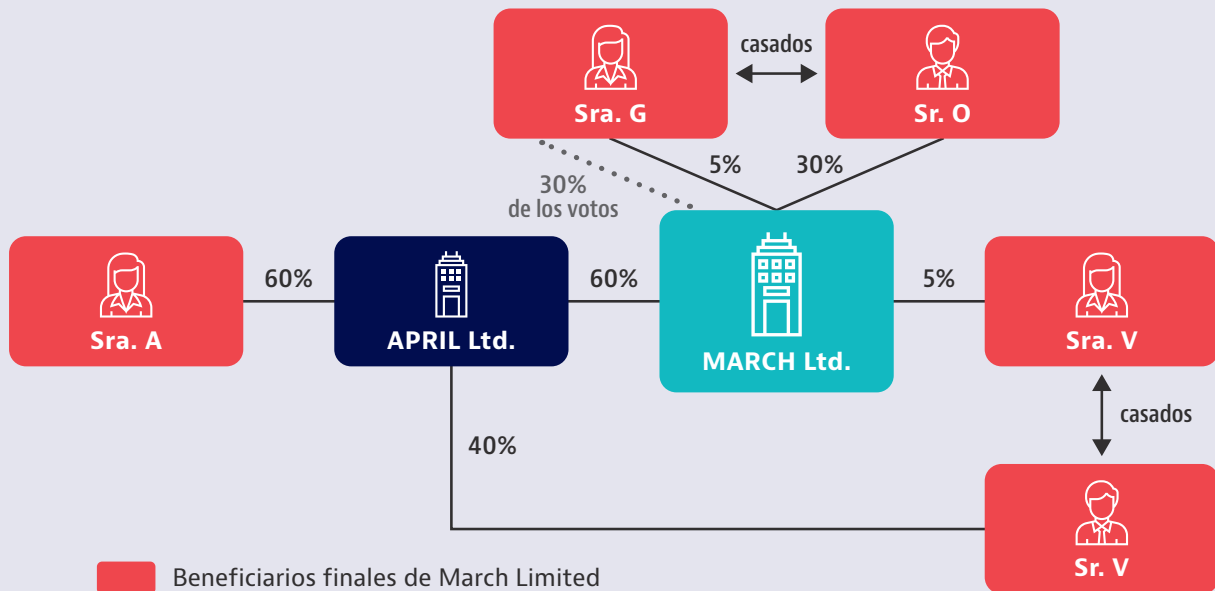 casados
Sra. G
Sr. O
5%
30%
30%
de los votos
60%
60%
5%
Sra. A
APRIL Ltd.
MARCH Ltd.
Sra. V
casados
40%
Sr. V
Beneficiarios finales de March Limited